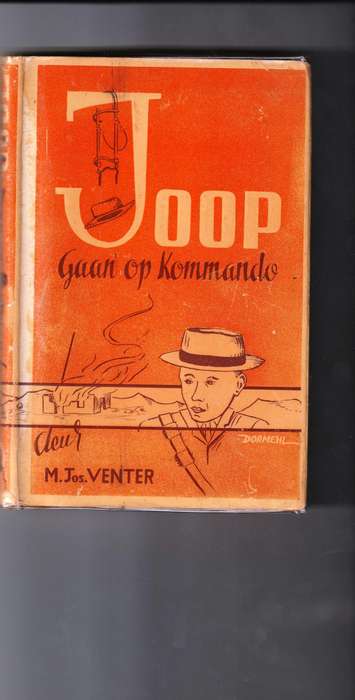 JOOP
Gaan op Kommando
deur
DORMEHL
M. Jos. VENTER